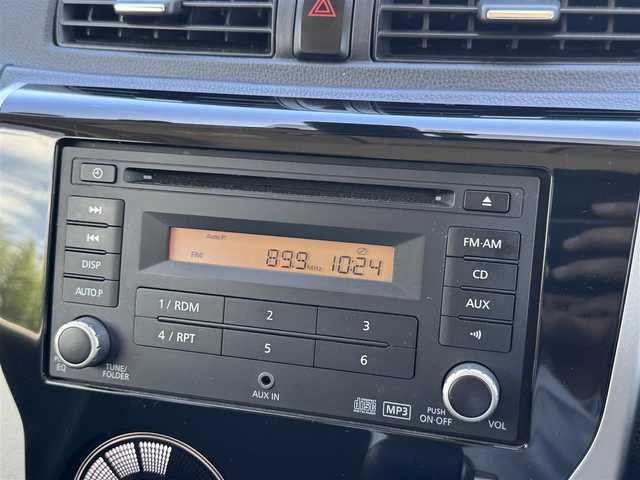 Auto.P
FM
89.9 MHz 10:24
DISP
AUTO.P
TUNE/
FOLDER
EQ
1 / RDM
2
3
4 / RPT
5
6
AUX IN
MP3
PUSH
ON·OFF
VOL
FM·AM
CD
AUX